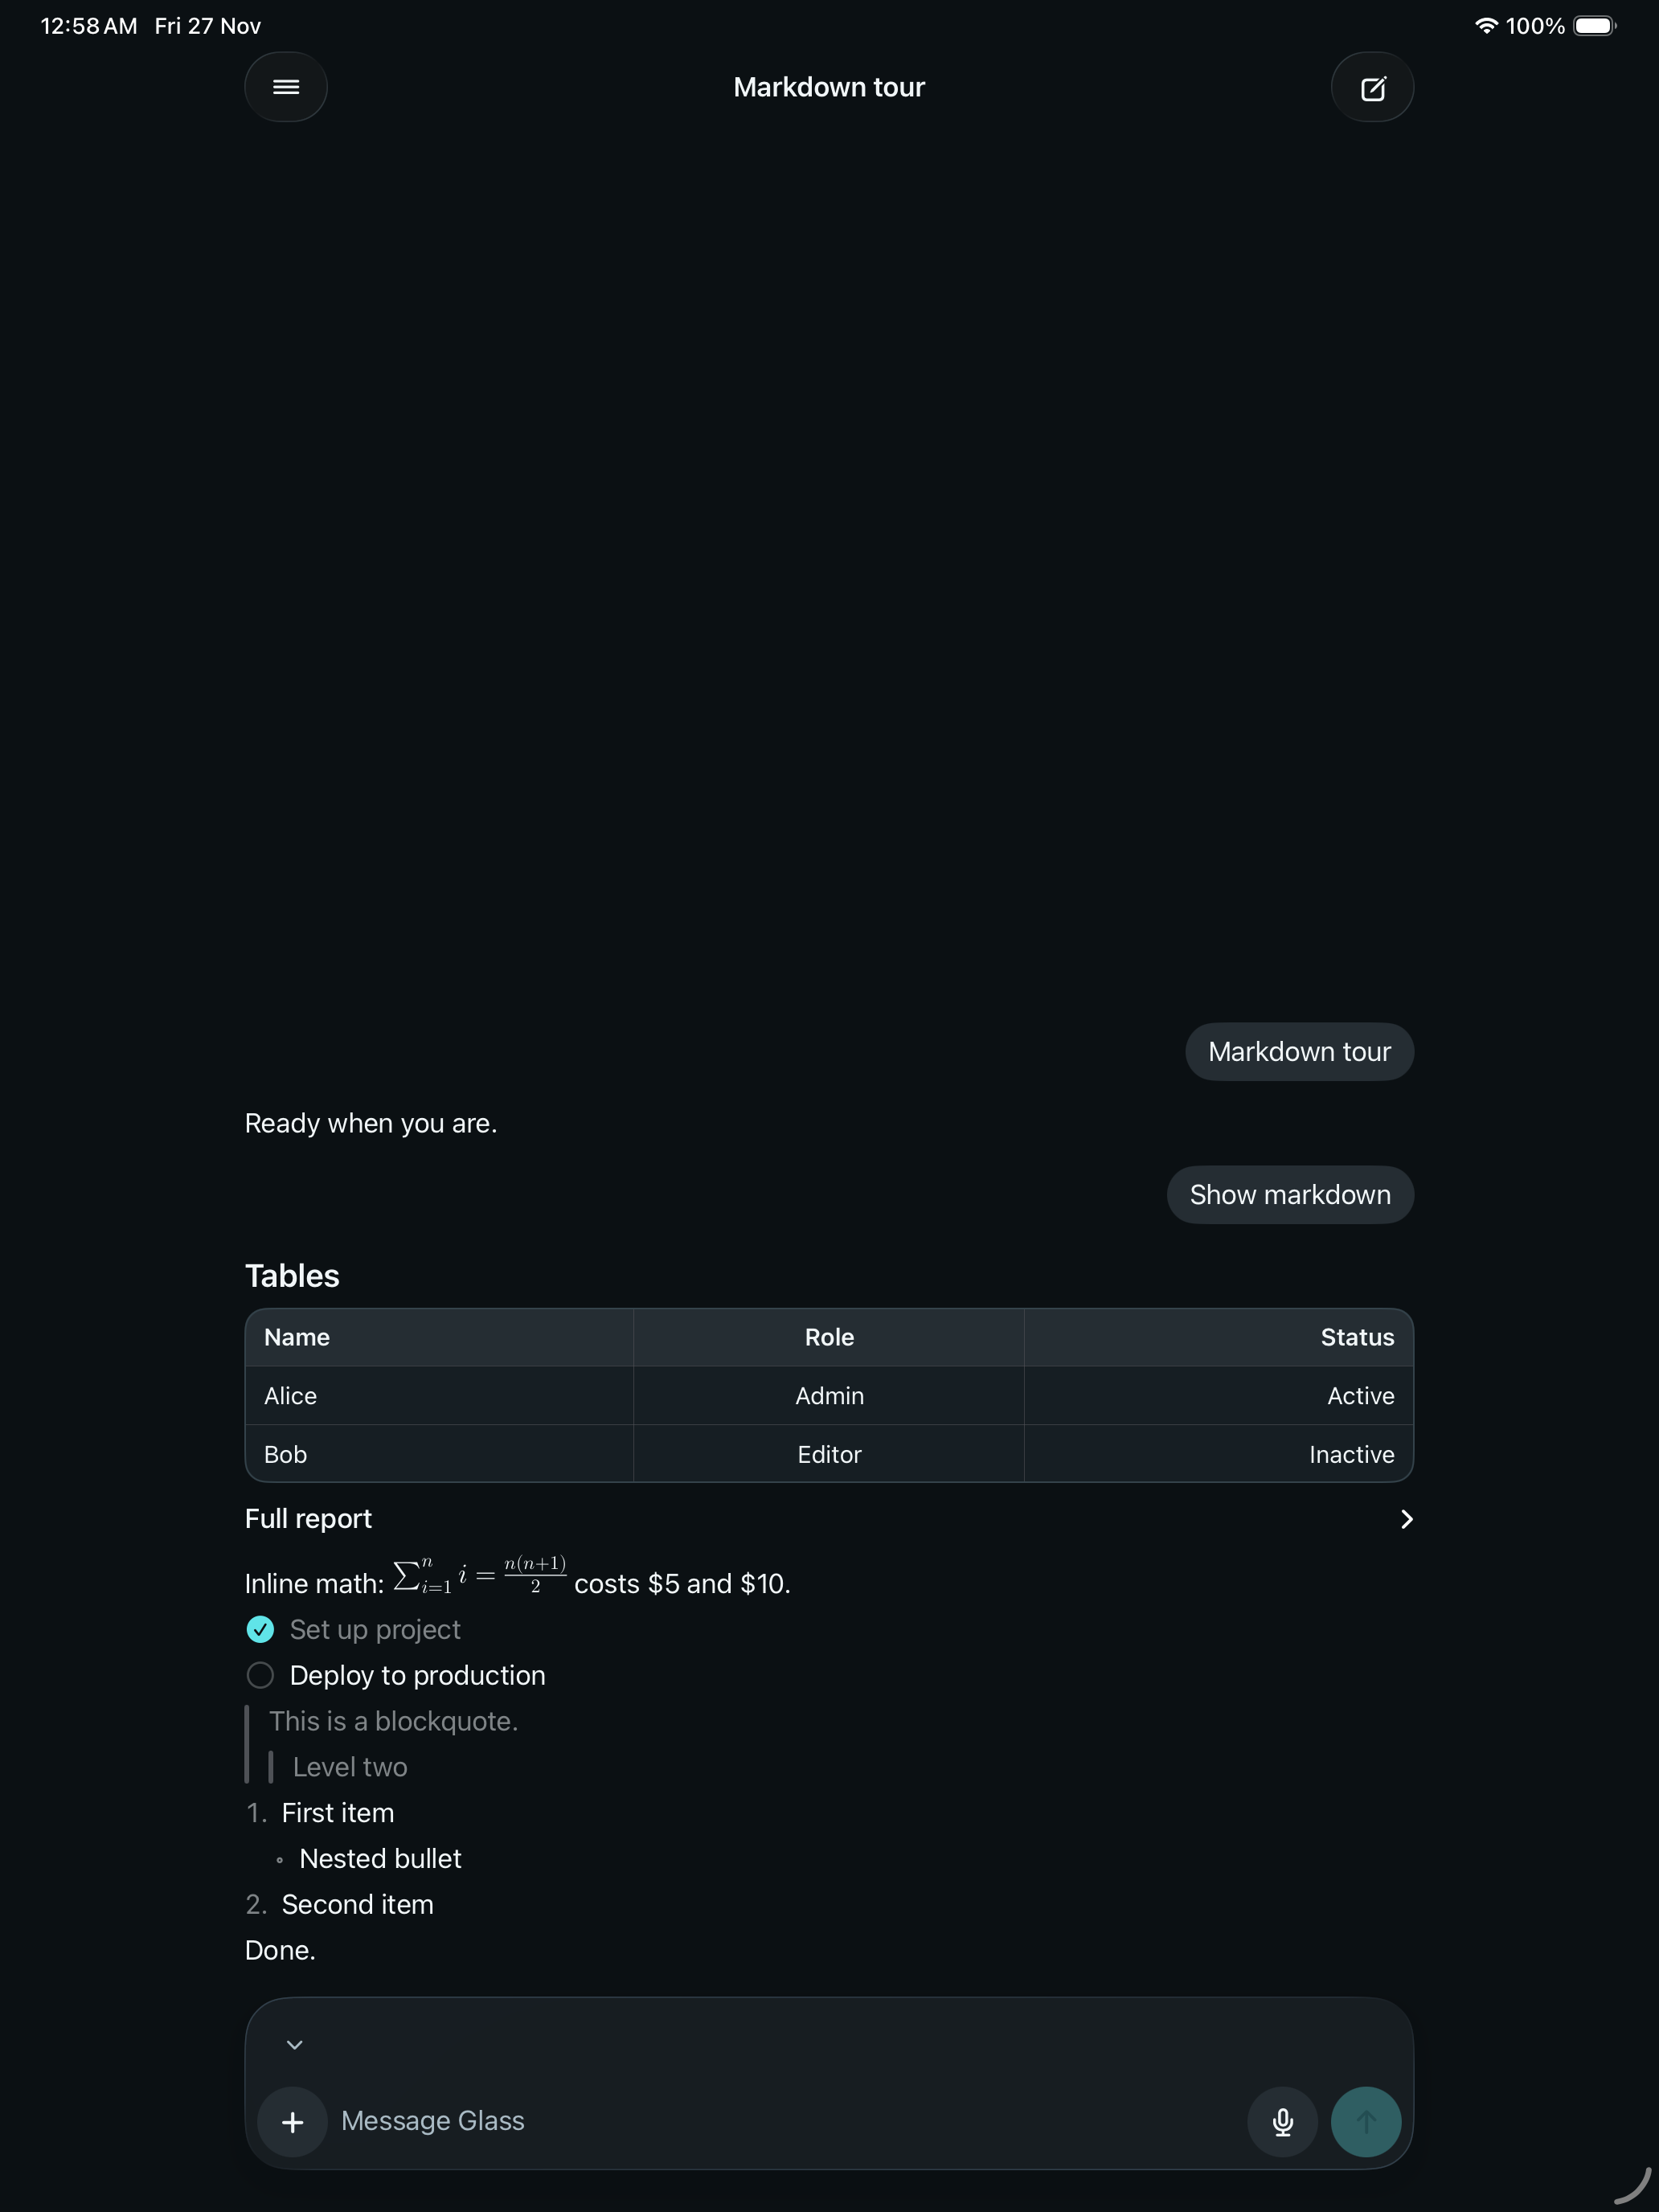 12:58 AM Fri 27 Nov
100%
Markdown tour
Markdown tour
Ready when you are.
Show markdown
Tables
Name Role Status
Alice Admin Active
Bob Editor Inactive
Full report
Inline math: ∑ⁿᵢ₌₁ i = n(n+1)/2 costs $5 and $10.
Set up project
Deploy to production
This is a blockquote.
Level two
1. First item
◦ Nested bullet
2. Second item
Done.
Message Glass